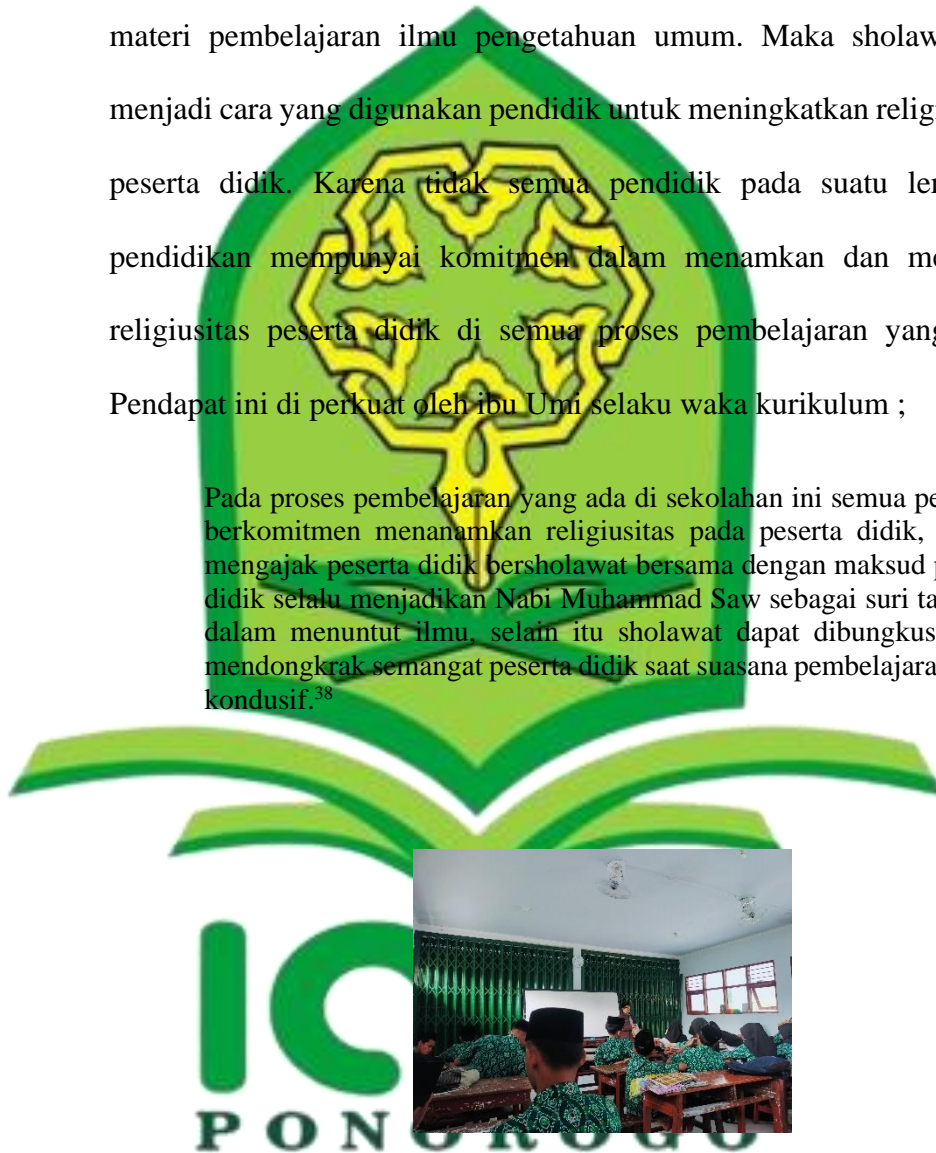 materi pembelajaran ilmu pengetahuan umum. Maka sholaw
menjadi cara yang digunakan pendidik untuk meningkatkan relig
peserta didik. Karena tidak semua pendidik pada suatu le
pendidikan mempunyai komitmen dalam menamkan dan me
religiusitas peserta didik di semua proses pembelajaran yang
Pendapat ini di perkuat oleh ibu Umi selaku waka kurikulum ;
Pada proses pembelajaran yang ada di sekolahan ini semua pe
berkomitmen menanamkan religiusitas pada peserta didik,
mengajak peserta didik bersholawat bersama dengan maksud p
didik selalu menjadikan Nabi Muhammad Saw sebagai suri ta
dalam menuntut ilmu, selain itu sholawat dapat dibungkus
mendongkrak semangat peserta didik saat suasana pembelajara
kondusif.³⁸
PONOROGO